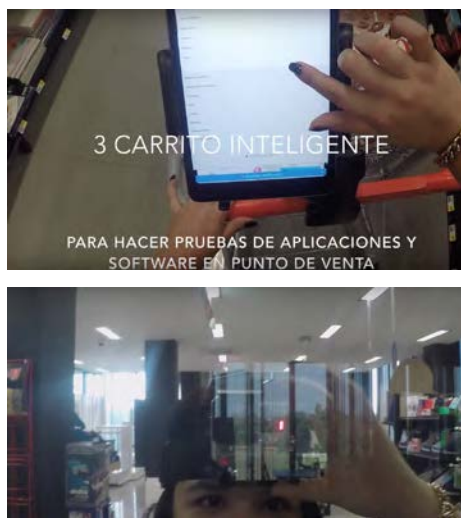 3 CARRITO INTELIGENTE
PARA HACER PRUEBAS DE APLICACIONES Y
SOFTWARE EN PUNTO DE VENTA